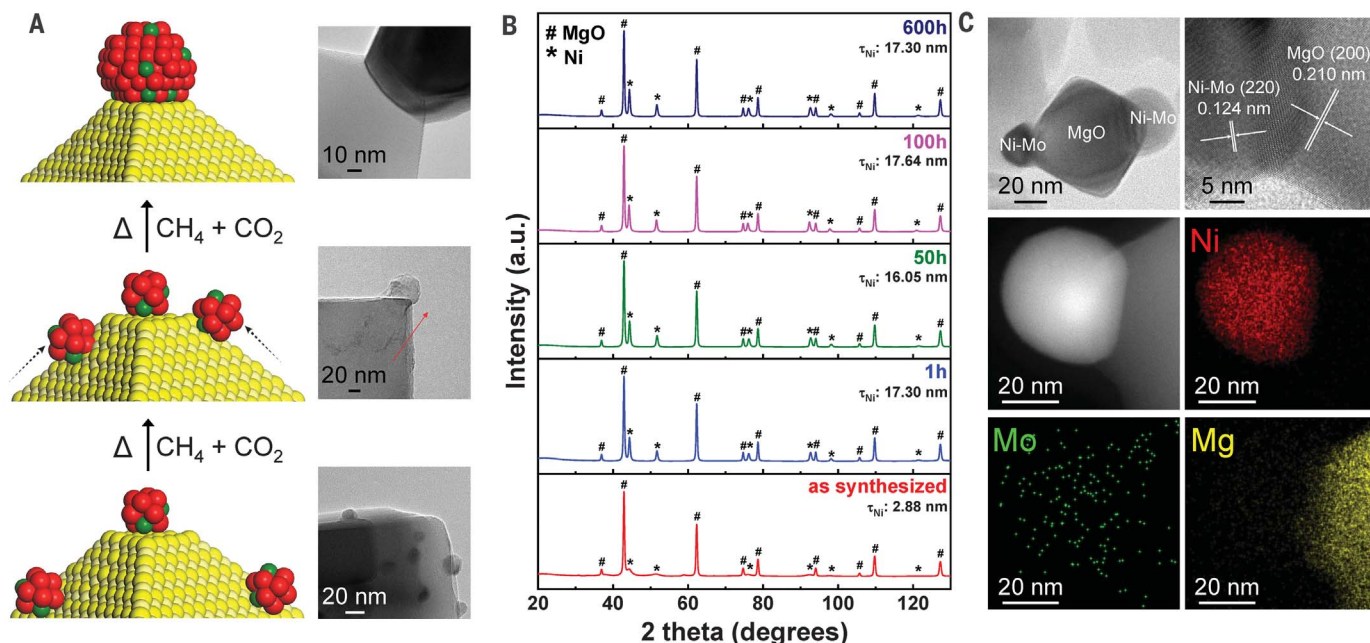 A
10 nm
Δ CH₄ + CO₂
20 nm
Δ CH₄ + CO₂
20 nm
B
# MgO
* Ni
600h
τNi: 17.30 nm
# # * * # # * # * # * # # * #
100h
τNi: 17.64 nm
# # * * # # * # * # * # # * #
50h
τNi: 16.05 nm
# # * * # # * # * # * # # * #
1h
τNi: 17.30 nm
# # * * # # * # * # * # # * #
as synthesized
τNi: 2.88 nm
# # * * # # * # * # * # # * #
Intensity (a.u.)
20 40 60 80 100 120
2 theta (degrees)
C
Ni-Mo
MgO
Ni-Mo
20 nm
MgO (200)
0.210 nm
Ni-Mo (220)
0.124 nm
5 nm
20 nm
Ni
20 nm
Mo
20 nm
Mg
20 nm